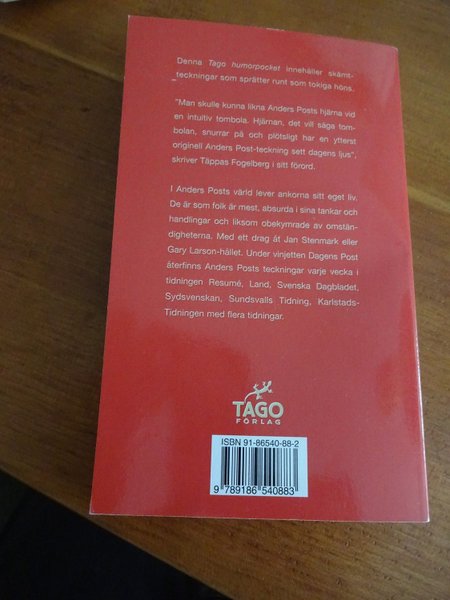 Denna Tago humorpocket innehåller skämt-
teckningar som sprätter runt som tokiga höns.
"Man skulle kunna likna Anders Posts hjärna vid
en intuitiv tombola. Hjärnan, det vill säga tom-
bolan, snurrar på och plötsligt har en ytterst
originell Anders Post-teckning sett dagens ljus",
skriver Täppas Fogelberg i sitt förord.
I Anders Posts värld lever ankorna sitt eget liv.
De är som folk är mest, absurda i sina tankar och
handlingar och liksom obekymrade av omstän-
digheterna. Med ett drag åt Jan Stenmark eller
Gary Larson-hållet. Under vinjetten Dagens Post
återfinns Anders Posts teckningar varje vecka i
tidningen Resumé, Land, Svenska Dagbladet,
Sydsvenskan, Sundsvalls Tidning, Karlstads-
Tidningen med flera tidningar.
TAGO
FÖRLAG
ISBN 91-86540-88-2
9 789186 540883